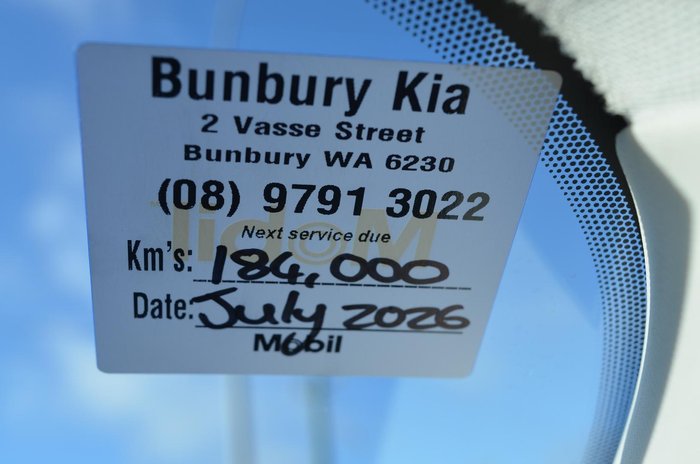 Bunbury Kia
2 Vasse Street
Bunbury WA 6230
(08) 9791 3022
Next service due
Km's: 184,000
Date: July 2026
Mobil
Mobil